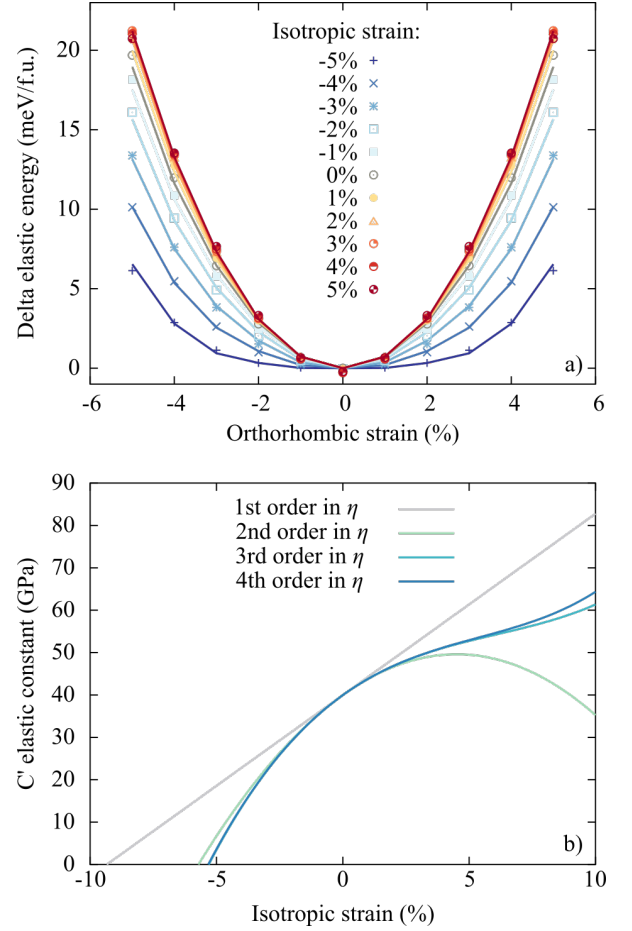 Isotropic strain:
-5%
-4%
-3%
-2%
-1%
0%
1%
2%
3%
4%
5%
20
15
10
5
0
Delta elastic energy (meV/f.u.)
-6 -4 -2 0 2 4 6
Orthorhombic strain (%)
a)
1st order in η
2nd order in η
3rd order in η
4th order in η
90
80
70
60
50
40
30
20
10
0
C' elastic constant (GPa)
-10 -5 0 5 10
Isotropic strain (%)
b)